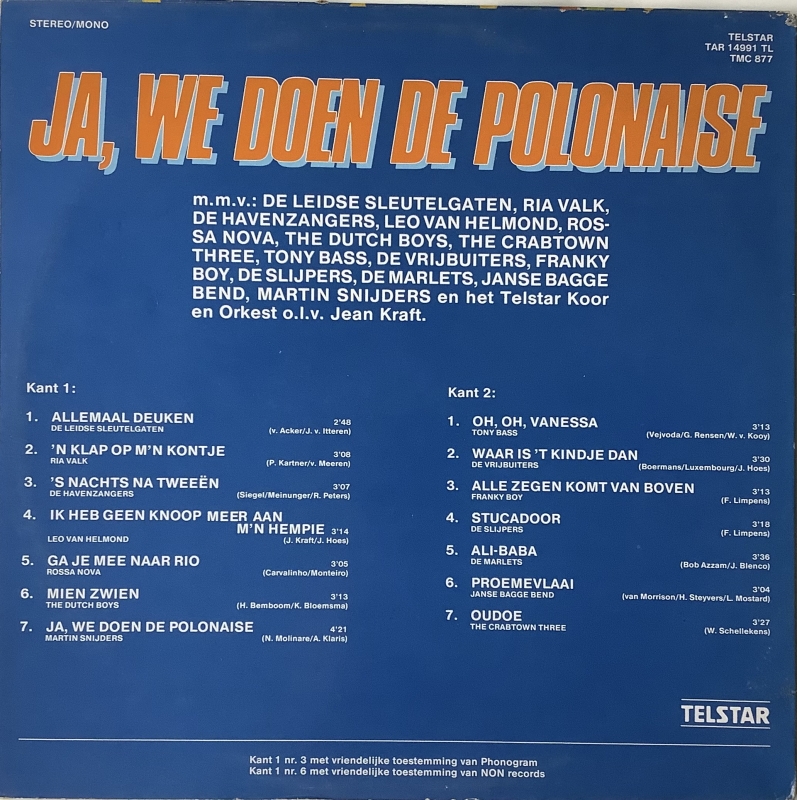 STEREO/MONO
TELSTAR
TAR 14991 TL
TMC 877
JA, WE DOEN DE POLONAISE
m.m.v.: DE LEIDSE SLEUTELGATEN, RIA VALK,
DE HAVENZANGERS, LEO VAN HELMOND, ROS-
SA NOVA, THE DUTCH BOYS, THE CRABTOWN
THREE, TONY BASS, DE VRIJBUITERS, FRANKY
BOY, DE SLIJPERS, DE MARLETS, JANSE BAGGE
BEND, MARTIN SNIJDERS en het Telstar Koor
en Orkest o.l.v. Jean Kraft.
Kant 1:
1. ALLEMAAL DEUKEN 2'48
DE LEIDSE SLEUTELGATEN (v. Acker/J. v. Itteren)
2. 'N KLAP OP M'N KONTJE 3'08
RIA VALK (P. Kartner/v. Meeren)
3. 'S NACHTS NA TWEEËN 3'07
DE HAVENZANGERS (Siegel/Meinunger/R. Peters)
4. IK HEB GEEN KNOOP MEER AAN
M'N HEMPIE 3'14
LEO VAN HELMOND (J. Kraft/J. Hoes)
5. GA JE MEE NAAR RIO 3'05
ROSSA NOVA (Carvalinho/Monteiro)
6. MIEN ZWIEN 3'13
THE DUTCH BOYS (H. Bemboom/K. Bloemsma)
7. JA, WE DOEN DE POLONAISE 4'21
MARTIN SNIJDERS (N. Molinare/A. Klaris)
Kant 2:
1. OH, OH, VANESSA 3'13
TONY BASS (Vejvoda/G. Rensen/W. v. Kooy)
2. WAAR IS 'T KINDJE DAN 3'30
DE VRIJBUITERS (Boermans/Luxembourg/J. Hoes)
3. ALLE ZEGEN KOMT VAN BOVEN 3'13
FRANKY BOY (F. Limpens)
4. STUCADOOR 3'18
DE SLIJPERS (F. Limpens)
5. ALI-BABA 3'36
DE MARLETS (Bob Azzam/J. Blenco)
6. PROEMEVLAAI 3'04
JANSE BAGGE BEND (van Morrison/H. Steyvers/L. Mostard)
7. OUDOE 3'27
THE CRABTOWN THREE (W. Schellekens)
TELSTAR
Kant 1 nr. 3 met vriendelijke toestemming van Phonogram
Kant 1 nr. 6 met vriendelijke toestemming van NON records